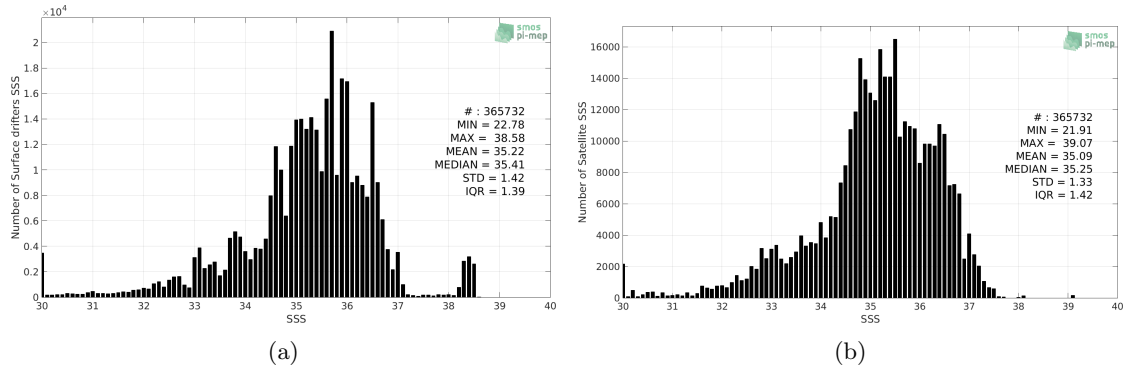 ×10⁴
2
1.8
1.6
1.4
1.2
1
0.8
0.6
0.4
0.2
0
Number of Surface drifters SSS
30 31 32 33 34 35 36 37 38 39 40
SSS
smos
pi-mep
# : 365732
MIN = 22.78
MAX = 38.58
MEAN = 35.22
MEDIAN = 35.41
STD = 1.42
IQR = 1.39
(a)
16000
14000
12000
10000
8000
6000
4000
2000
0
Number of Satellite SSS
30 31 32 33 34 35 36 37 38 39 40
SSS
smos
pi-mep
# : 365732
MIN = 21.91
MAX = 39.07
MEAN = 35.09
MEDIAN = 35.25
STD = 1.33
IQR = 1.42
(b)